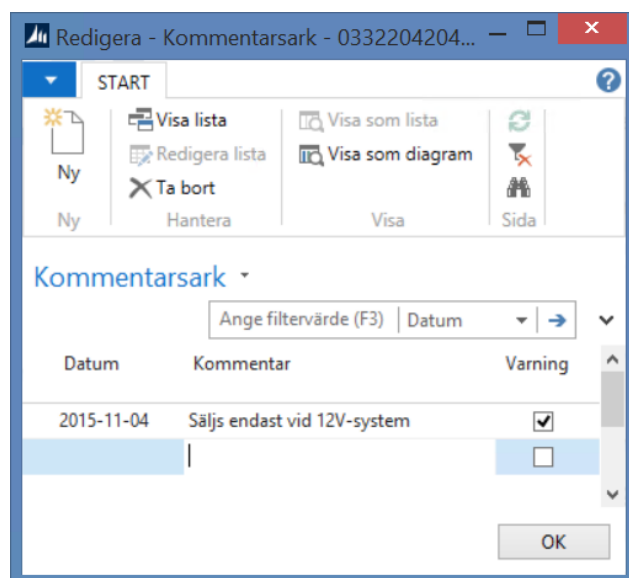 Redigera - Kommentarsark - 0332204204...
START
Ny
Visa lista
Redigera lista
Ta bort
Visa som lista
Visa som diagram
Ny
Hantera
Visa
Sida
Kommentarsark
Ange filtervärde (F3) Datum
Datum Kommentar Varning
2015-11-04 Säljs endast vid 12V-system
OK